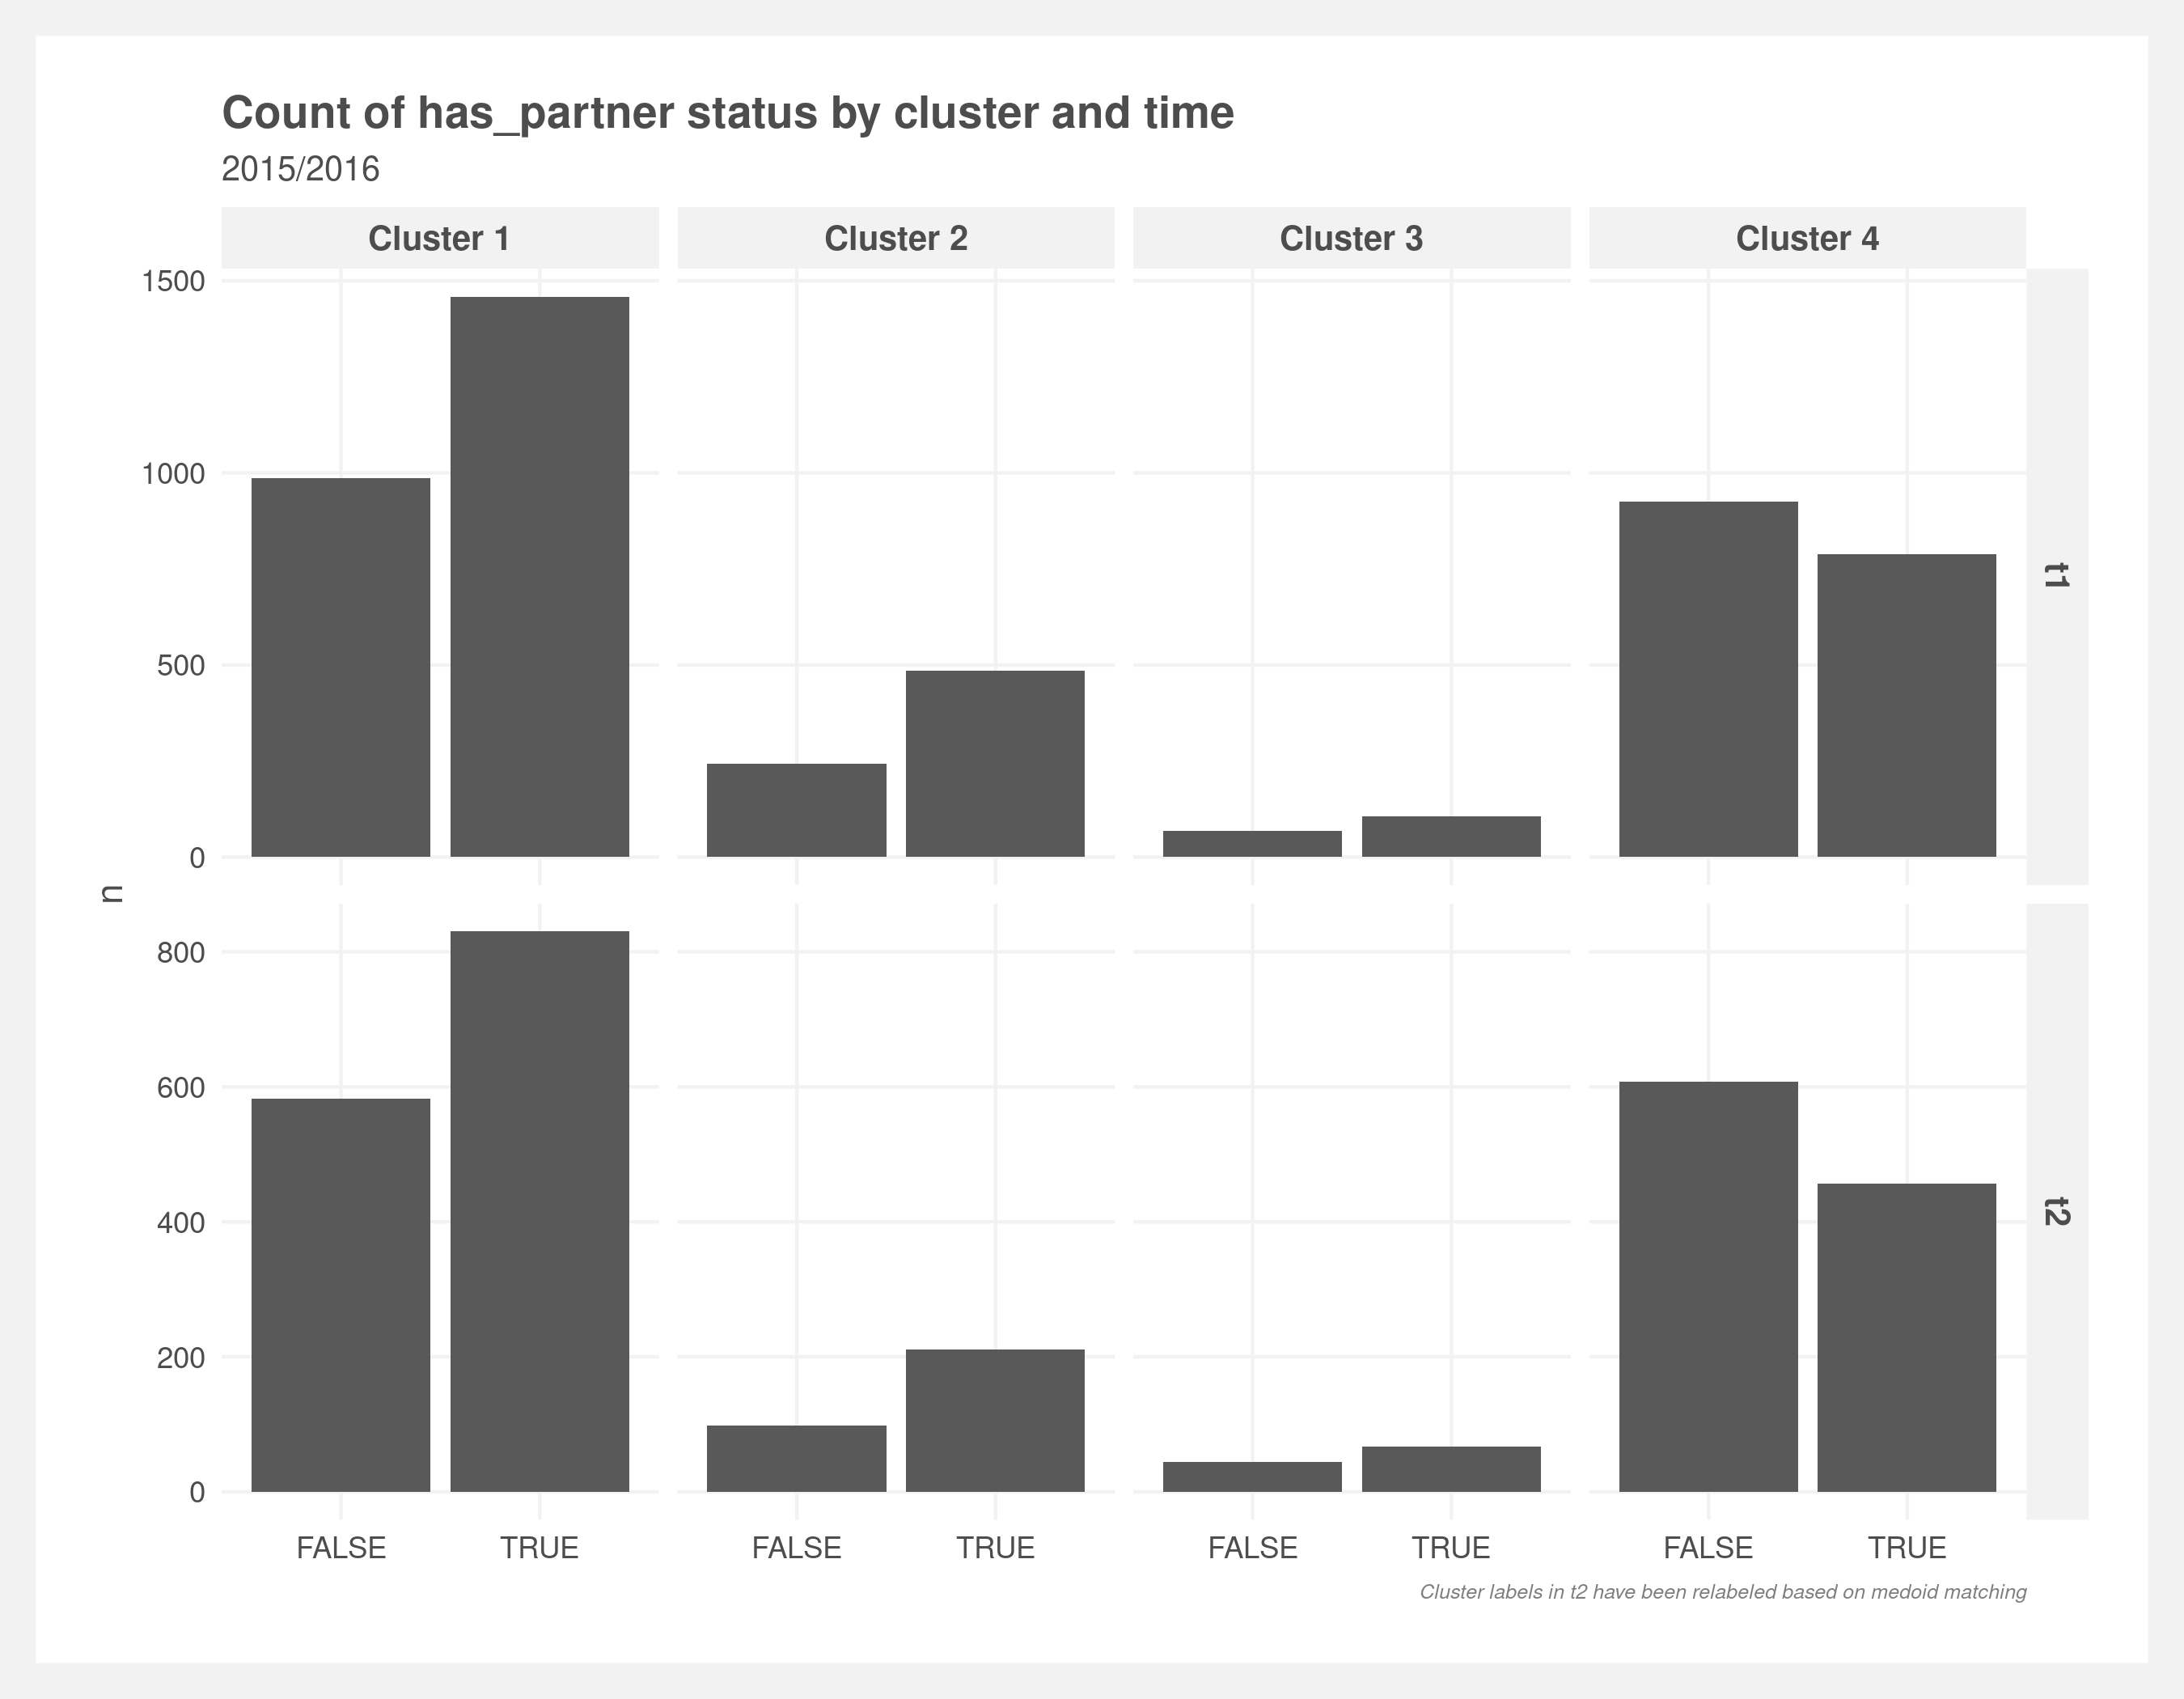 Count of has_partner status by cluster and time
2015/2016
Cluster 1 Cluster 2 Cluster 3 Cluster 4
1500
1000
500
0
t1
n
800
600
400
200
0
t2
FALSE TRUE FALSE TRUE FALSE TRUE FALSE TRUE
Cluster labels in t2 have been relabeled based on medoid matching